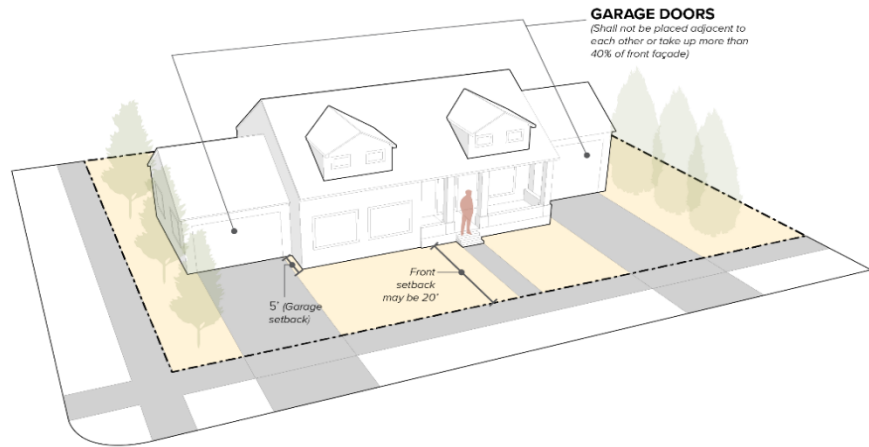 GARAGE DOORS
(Shall not be placed adjacent to
each other or take up more than
40% of front façade)
5' (Garage
setback)
Front
setback
may be 20'